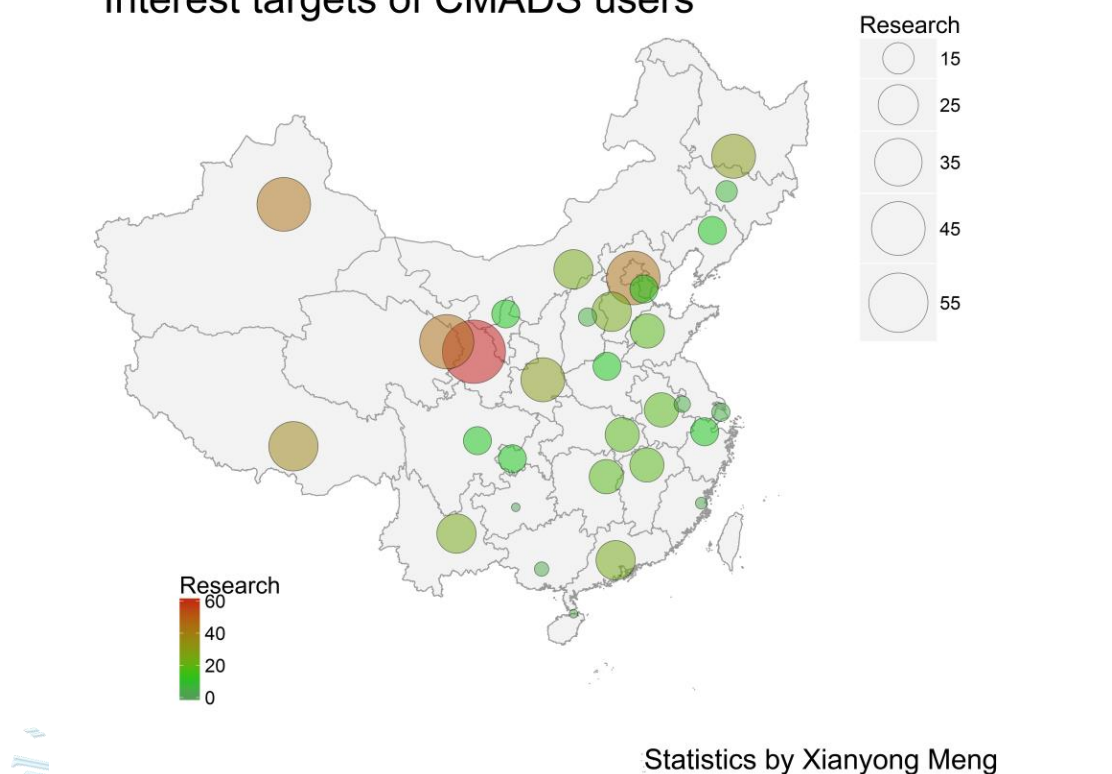 Interest targets of CMADS users
Research
15
25
35
45
55
Research
60
40
20
0
Statistics by Xianyong Meng